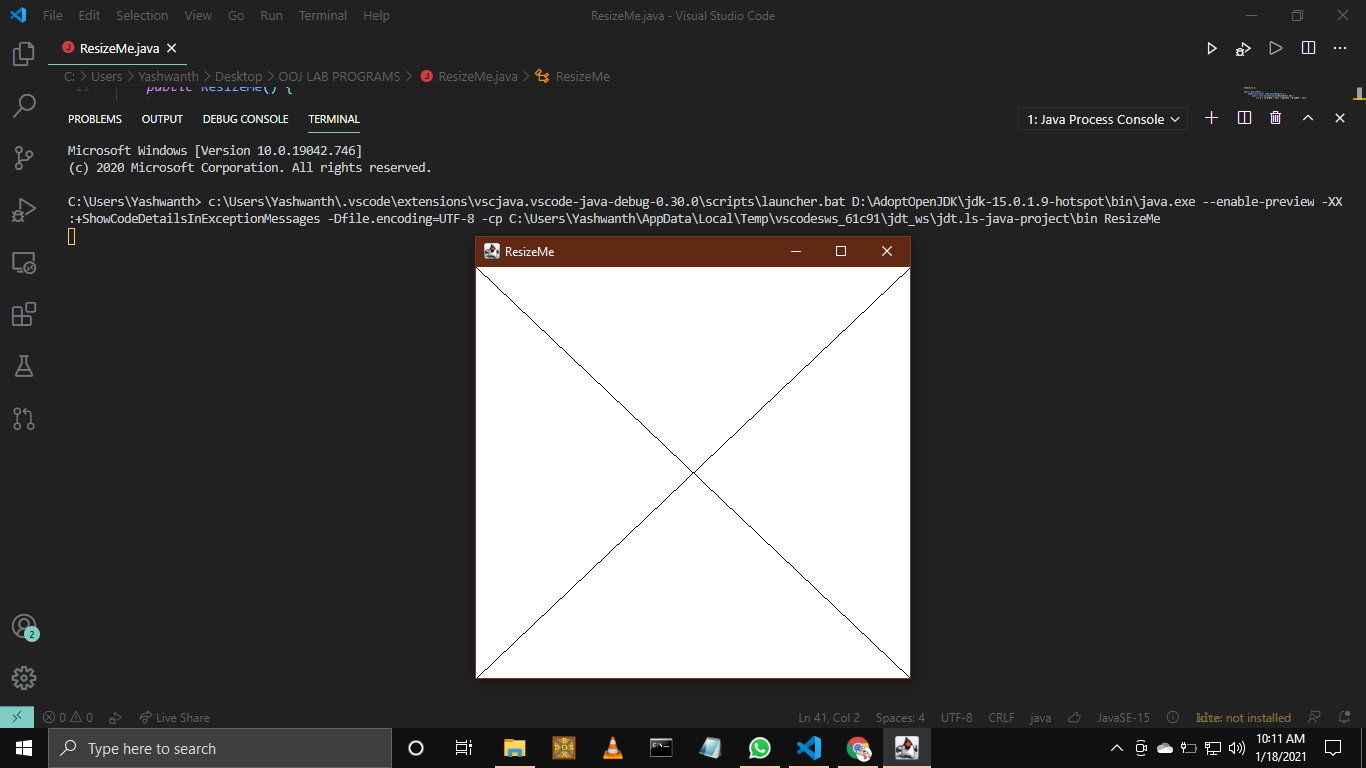 File Edit Selection View Go Run Terminal Help
ResizeMe.java - Visual Studio Code
J ResizeMe.java
C: > Users > Yashwanth > Desktop > OOJ LAB PROGRAMS > J ResizeMe.java > ResizeMe
11 public ResizeMe() {
PROBLEMS OUTPUT DEBUG CONSOLE TERMINAL
1: Java Process Console
Microsoft Windows [Version 10.0.19042.746]
(c) 2020 Microsoft Corporation. All rights reserved.
C:\Users\Yashwanth> c:\Users\Yashwanth\.vscode\extensions\vscjava.vscode-java-debug-0.30.0\scripts\launcher.bat D:\AdoptOpenJDK\jdk-15.0.1.9-hotspot\bin\java.exe --enable-preview -XX
:+ShowCodeDetailsInExceptionMessages -Dfile.encoding=UTF-8 -cp C:\Users\Yashwanth\AppData\Local\Temp\vscodesws_61c91\jdt_ws\jdt.ls-java-project\bin ResizeMe
ResizeMe
2
0 0 Live Share
Ln 41, Col 2 Spaces: 4 UTF-8 CRLF java JavaSE-15 kite: not installed
Type here to search
DOS
10:11 AM
1/18/2021